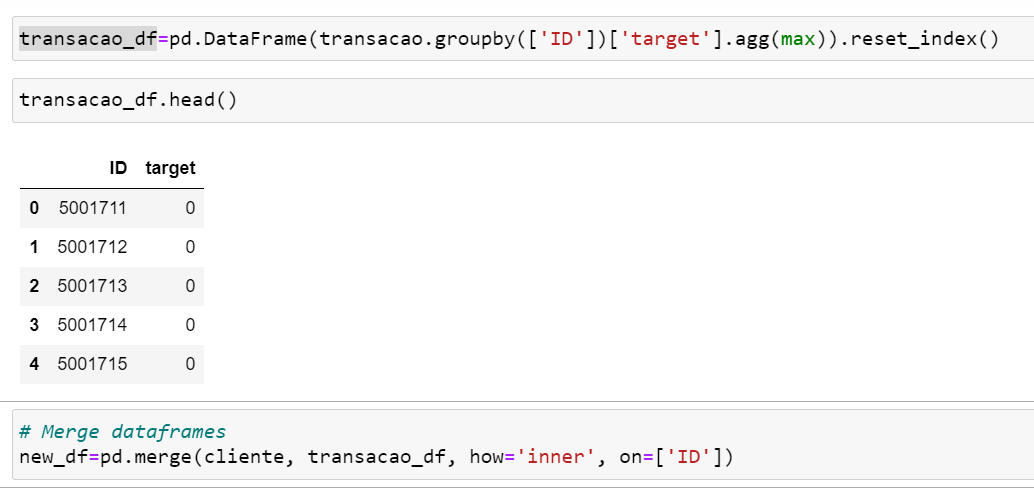 transacao_df=pd.DataFrame(transacao.groupby(['ID'])['target'].agg(max)).reset_index()
transacao_df.head()
ID target
0 5001711 0
1 5001712 0
2 5001713 0
3 5001714 0
4 5001715 0
# Merge dataframes
new_df=pd.merge(cliente, transacao_df, how='inner', on=['ID'])